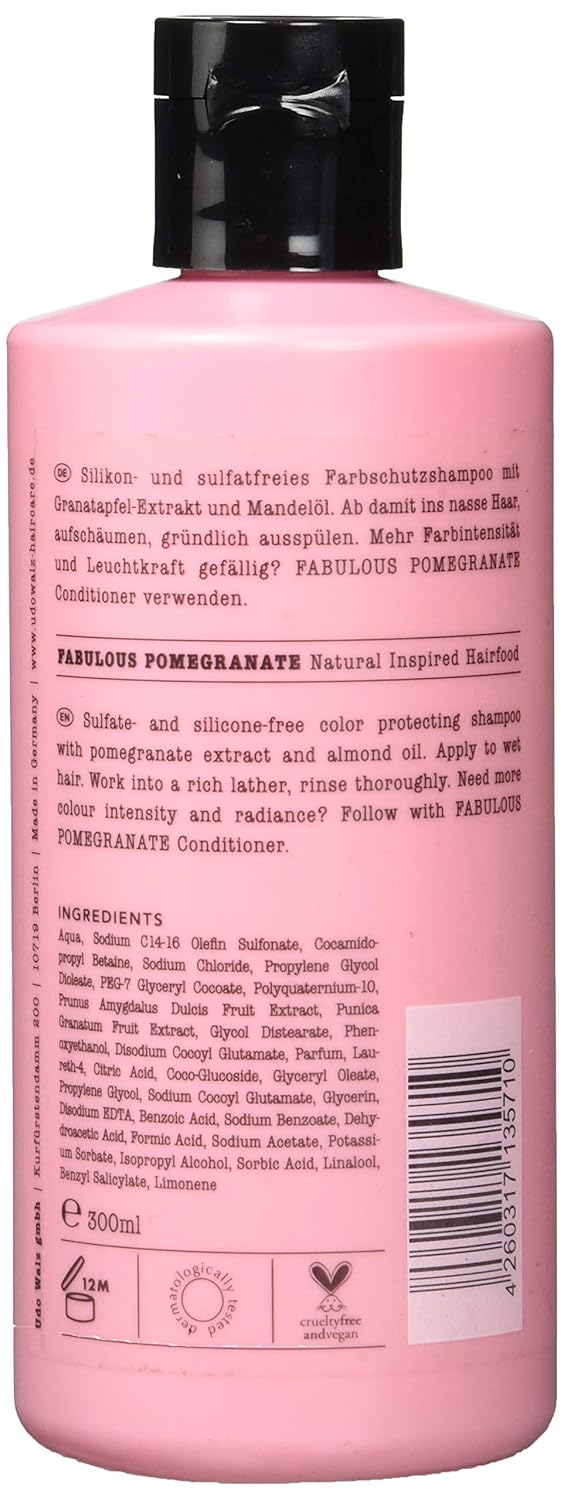 DE Silikon- und sulfatfreies Farbschutzshampoo mit
Granatapfel-Extrakt und Mandelöl. Ab damit ins nasse Haar,
aufschäumen, gründlich ausspülen. Mehr Farbintensität
und Leuchtkraft gefällig? FABULOUS POMEGRANATE
Conditioner verwenden.
FABULOUS POMEGRANATE Natural Inspired Hairfood
EN Sulfate- and silicone-free color protecting shampoo
with pomegranate extract and almond oil. Apply to wet
hair. Work into a rich lather, rinse thoroughly. Need more
colour intensity and radiance? Follow with FABULOUS
POMEGRANATE Conditioner.
INGREDIENTS
Aqua, Sodium C14-16 Olefin Sulfonate, Cocamido-
propyl Betaine, Sodium Chloride, Propylene Glycol
Dioleate, PEG-7 Glyceryl Cocoate, Polyquaternium-10,
Prunus Amygdalus Dulcis Fruit Extract, Punica
Granatum Fruit Extract, Glycol Distearate, Phen-
oxyethanol, Disodium Cocoyl Glutamate, Parfum, Lau-
reth-4, Citric Acid, Coco-Glucoside, Glyceryl Oleate,
Propylene Glycol, Sodium Cocoyl Glutamate, Glycerin,
Disodium EDTA, Benzoic Acid, Sodium Benzoate, Dehy-
droacetic Acid, Formic Acid, Sodium Acetate, Potassi-
um Sorbate, Isopropyl Alcohol, Sorbic Acid, Linalool,
Benzyl Salicylate, Limonene
e 300ml
12M
dermatologically tested
crueltyfree
andvegan
4 260317 135710
Udo Walz gmbh | Kurfürstendamm 200 | 10719 Berlin | Made in Germany | www.udowalz-haircare.de